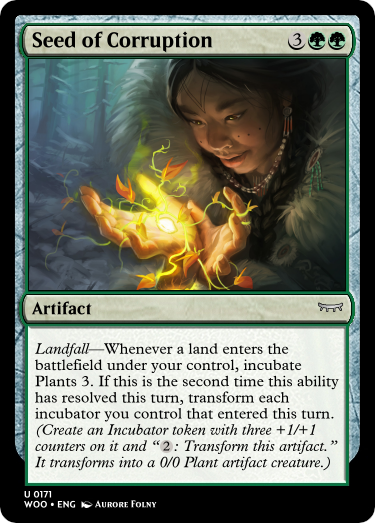 Seed of Corruption 3
Artifact
Landfall—Whenever a land enters the
battlefield under your control, incubate
Plants 3. If this is the second time this ability
has resolved this turn, transform each
incubator you control that entered this turn.
(Create an Incubator token with three +1/+1
counters on it and “2: Transform this artifact.”
It transforms into a 0/0 Plant artifact creature.)
U 0171
WOO • ENG Aurore Folny